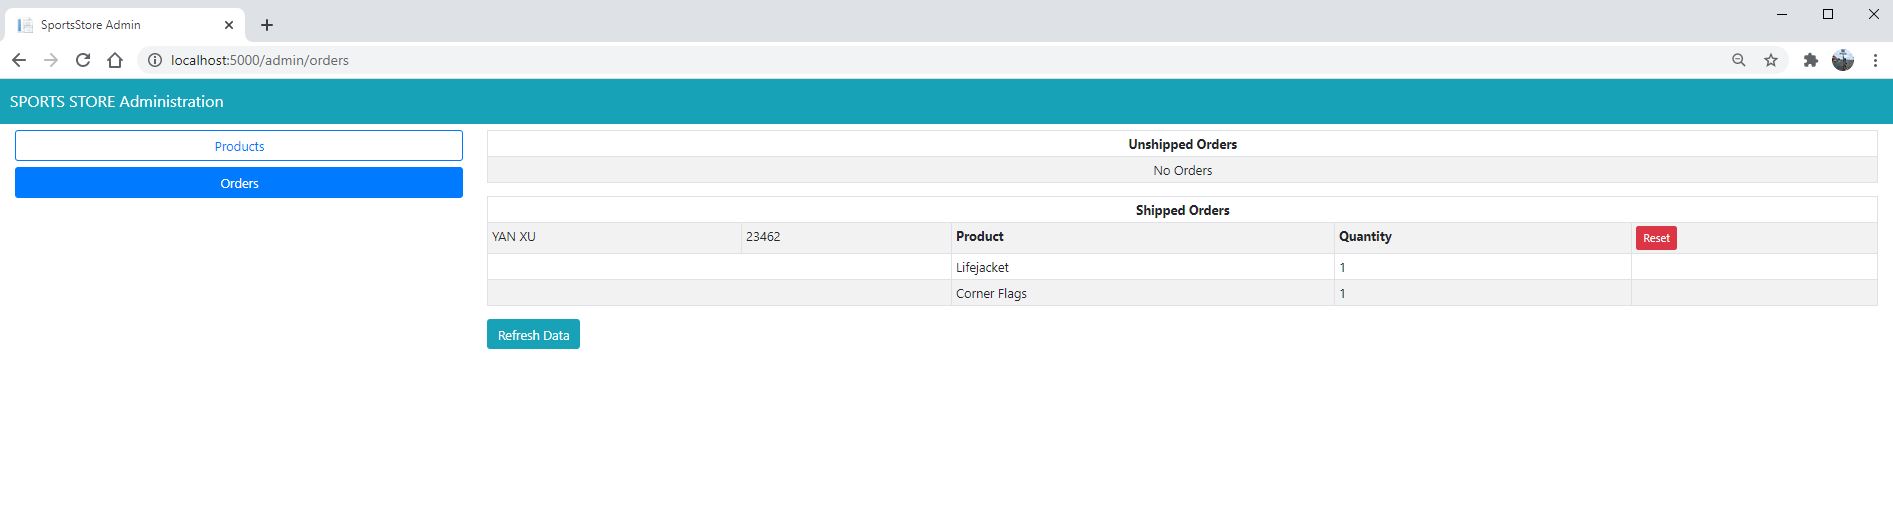 SportsStore Admin
localhost:5000/admin/orders
SPORTS STORE Administration
Products
Orders
Unshipped Orders
No Orders
Shipped Orders
YAN XU 23462 Product Quantity Reset
Lifejacket 1
Corner Flags 1
Refresh Data